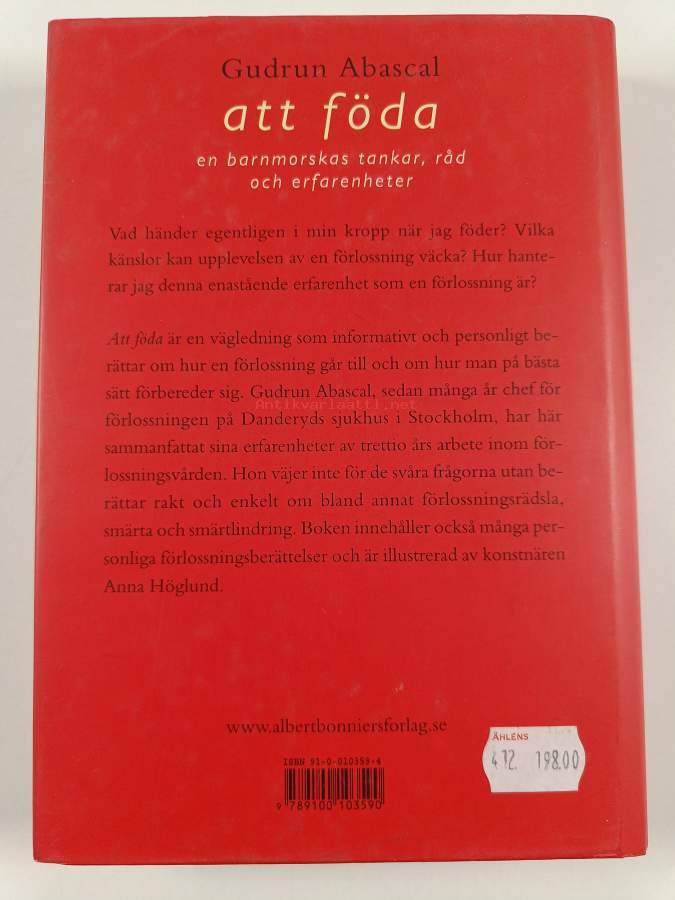 Gudrun Abascal
att föda
en barnmorskas tankar, råd
och erfarenheter
Vad händer egentligen i min kropp när jag föder? Vilka
känslor kan upplevelsen av en förlossning väcka? Hur hante-
rar jag denna enastående erfarenhet som en förlossning är?
Att föda är en vägledning som informativt och personligt be-
rättar om hur en förlossning går till och om hur man på bästa
sätt förbereder sig. Gudrun Abascal, sedan många år chef för
Antikvariaatti.net
förlossningen på Danderyds sjukhus i Stockholm, har här
sammanfattat sina erfarenheter av trettio års arbete inom för-
lossningsvården. Hon väjer inte för de svåra frågorna utan be-
rättar rakt och enkelt om bland annat förlossningsrädsla,
smärta och smärtlindring. Boken innehåller också många per-
sonliga förlossningsberättelser och är illustrerad av konstnären
Anna Höglund.
www.albertbonniersforlag.se
ÅHLÉNS
412 198.00
ISBN 91-0-010359-4
9 789100 103590